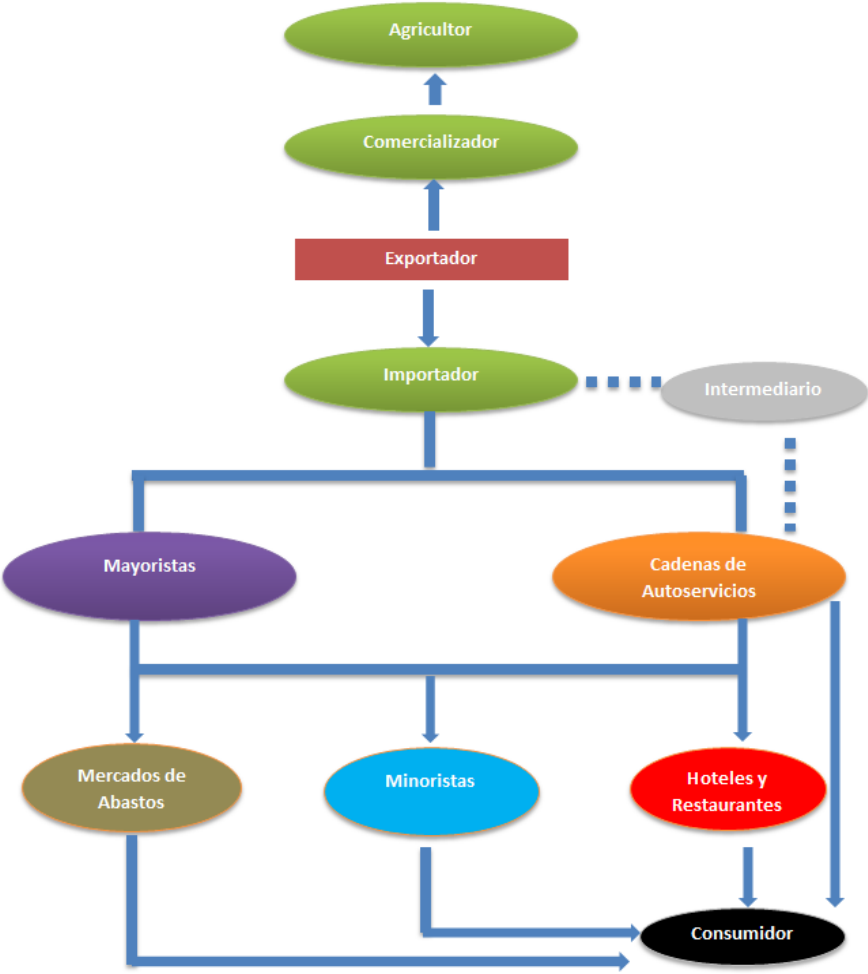 Agricultor
Comercializador
Exportador
Importador
Intermediario
Mayoristas
Cadenas de
Autoservicios
Mercados de
Abastos
Minoristas
Hoteles y
Restaurantes
Consumidor